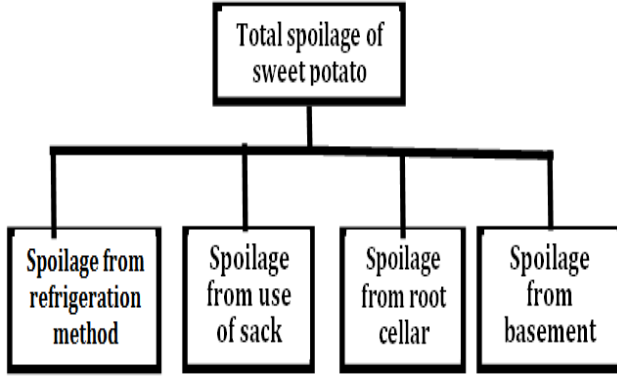 Total spoilage of
sweet potato
Spoilage from
refrigeration
method
Spoilage
from use
of sack
Spoilage
from root
cellar
Spoilage
from
basement